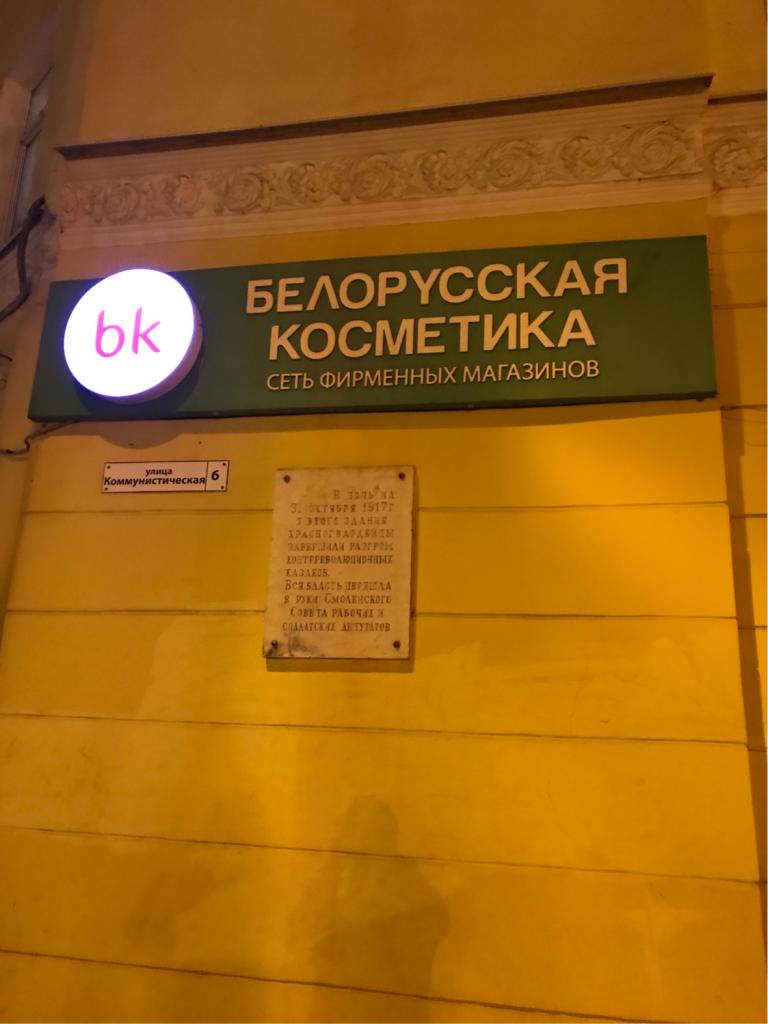 bk
БЕЛОРУССКАЯ
КОСМЕТИКА
СЕТЬ ФИРМЕННЫХ МАГАЗИНОВ
улица
Коммунистическая 6
В ночь на
31 октября 1917 г.
у этого здания
красногвардейцы
завершили разгром
контрреволюционных
казаков.
Вся власть перешла
в руки Смоленского
Совета рабочих и
солдатских депутатов